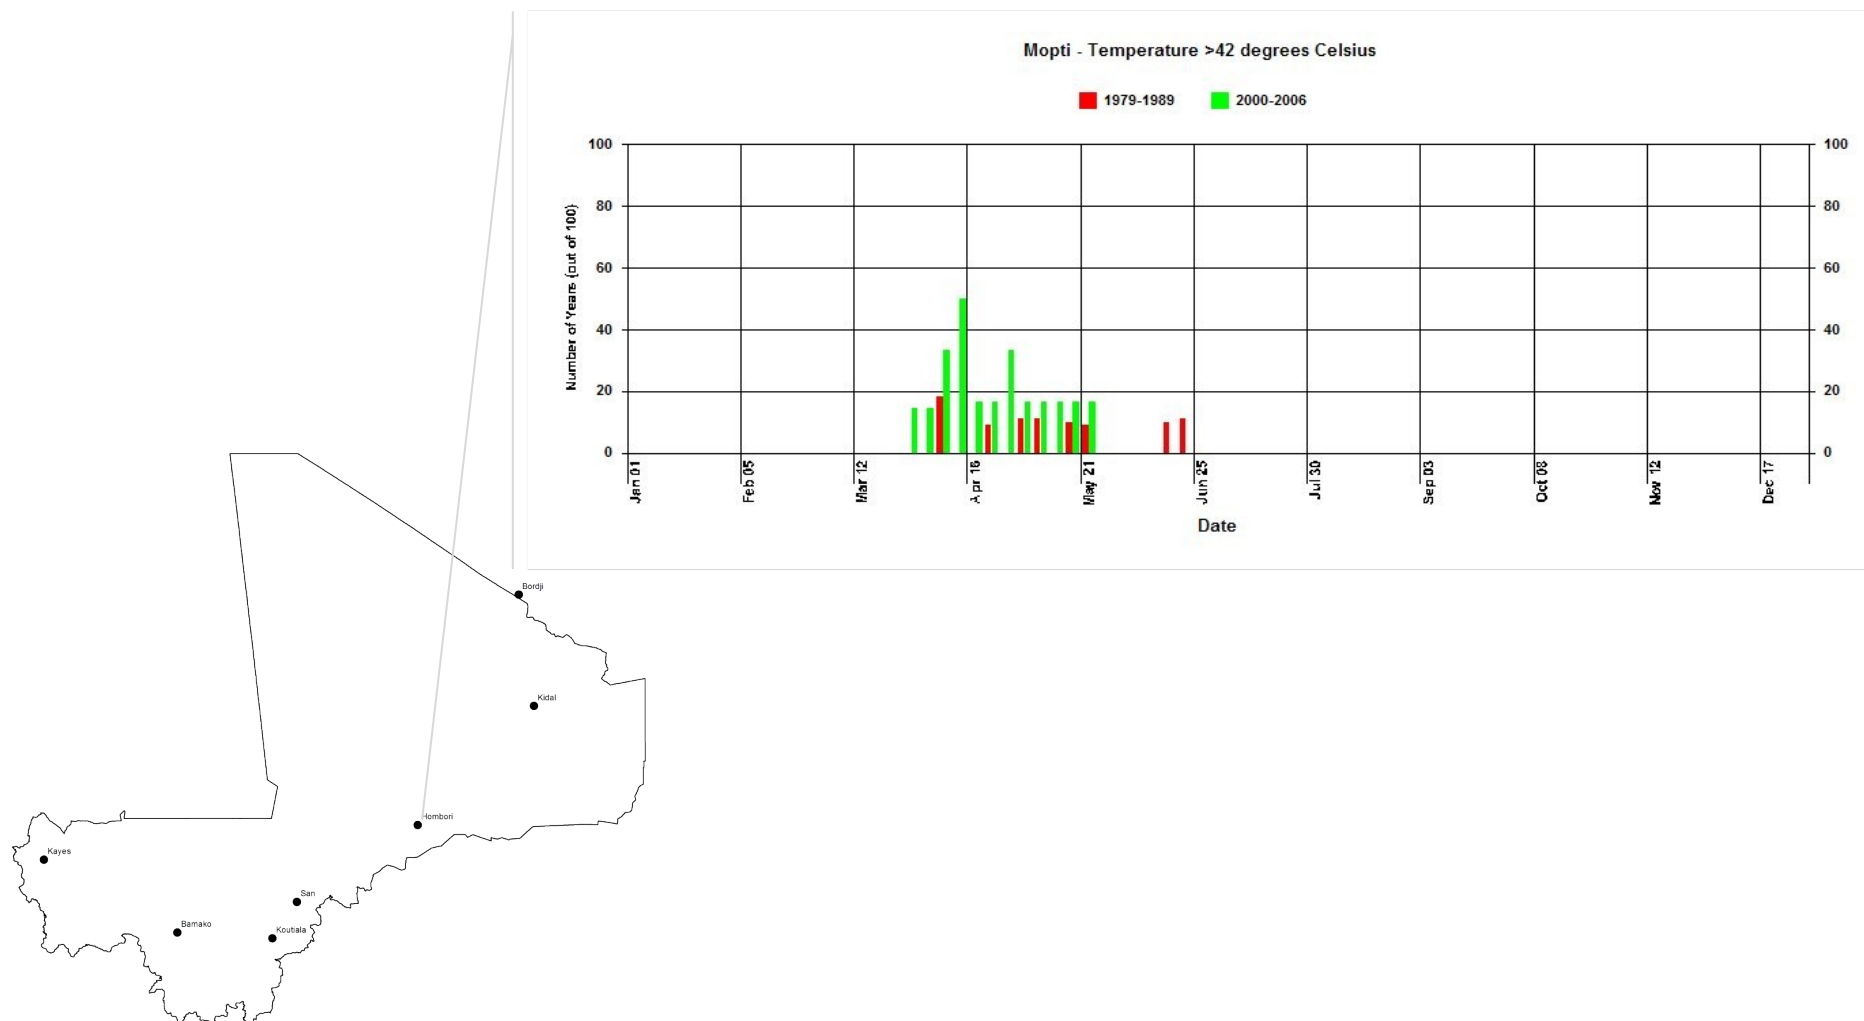 Mopti - Temperature >42 degrees Celsius
1979-1989 2000-2006
Number of Years (out of 100)
100 100
80 80
60 60
40 40
20 20
0 0
Jan 01 Feb 05 Mar 12 Apr 16 May 21 Jun 25 Jul 30 Sep 03 Oct 08 Nov 12 Dec 17
Date
Bordji
Kidal
Hombori
Kayes
San
Bamako
Koutiala